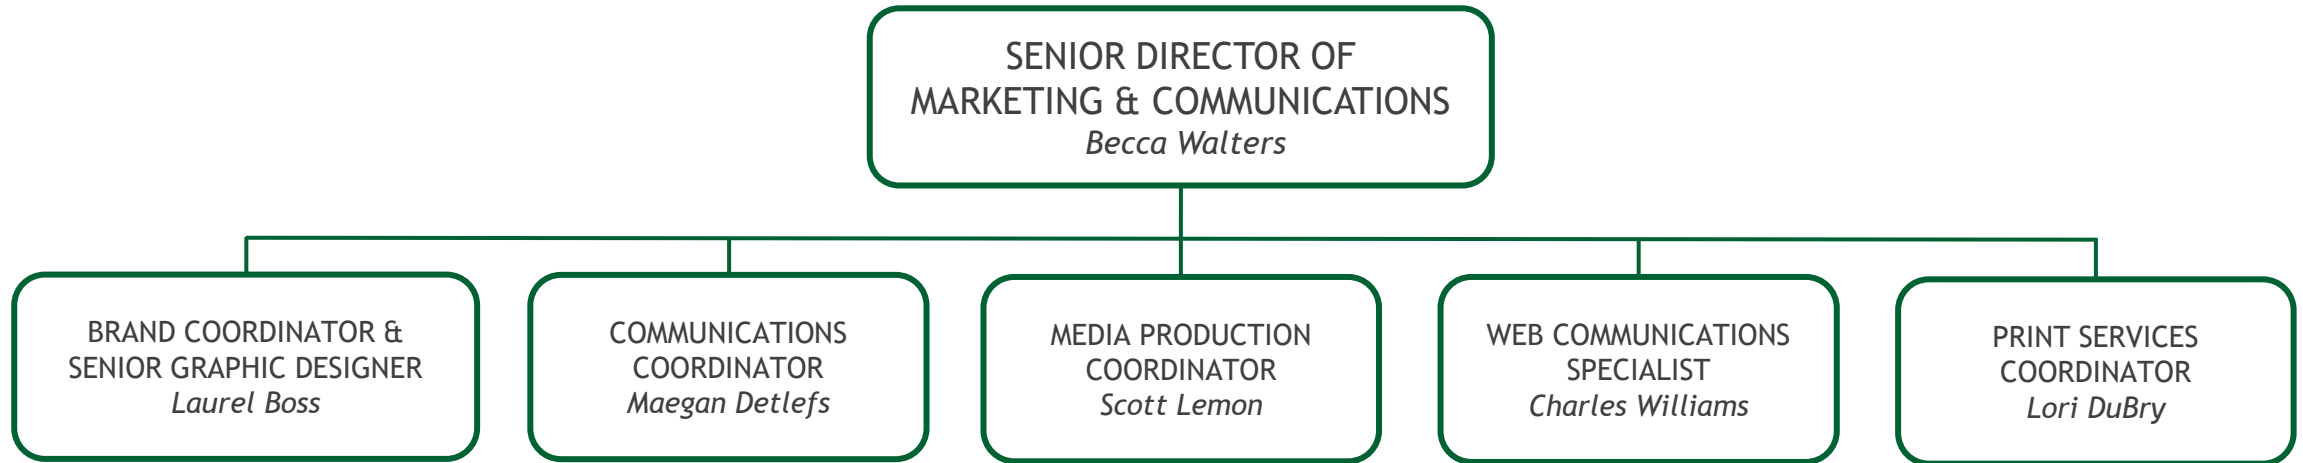 SENIOR DIRECTOR OF
MARKETING & COMMUNICATIONS
Becca Walters
BRAND COORDINATOR &
SENIOR GRAPHIC DESIGNER
Laurel Boss
COMMUNICATIONS
COORDINATOR
Maegan Detlefs
MEDIA PRODUCTION
COORDINATOR
Scott Lemon
WEB COMMUNICATIONS
SPECIALIST
Charles Williams
PRINT SERVICES
COORDINATOR
Lori DuBry